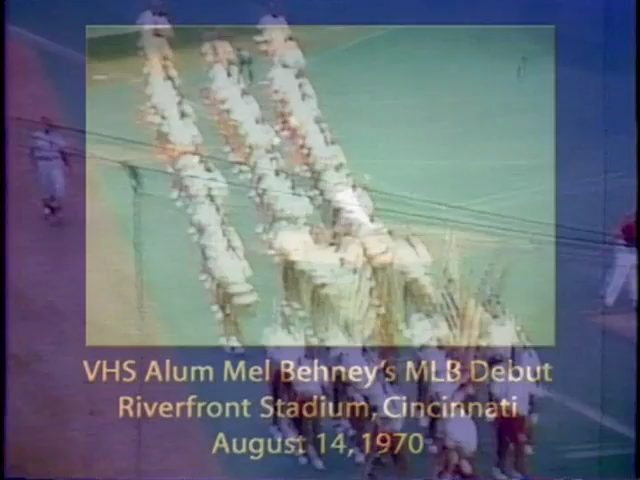 VHS Alum Mel Behney's MLB Debut
Riverfront Stadium, Cincinnati
August 14, 1970